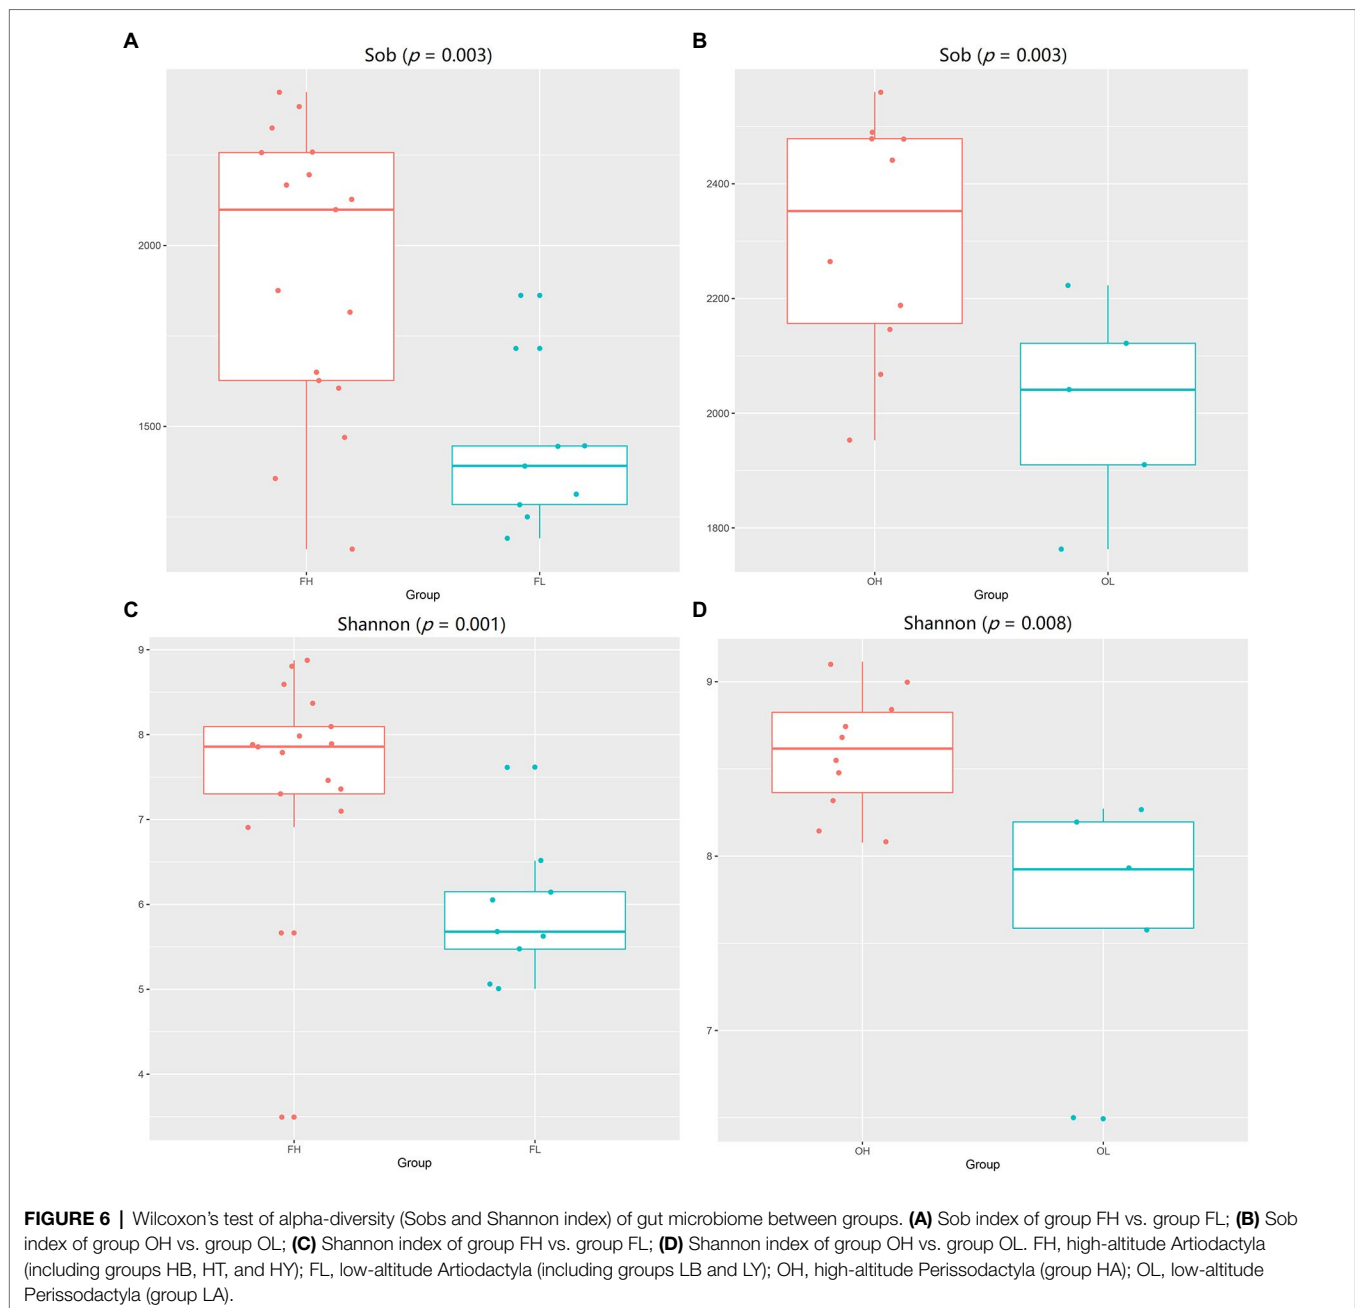 A
Sob (p = 0.003)
2000
1500
FH
FL
Group
B
Sob (p = 0.003)
2400
2200
2000
1800
OH
OL
Group
C
Shannon (p = 0.001)
9
8
7
6
5
4
FH
FL
Group
D
Shannon (p = 0.008)
9
8
7
OH
OL
Group
FIGURE 6 | Wilcoxon’s test of alpha-diversity (Sobs and Shannon index) of gut microbiome between groups. (A) Sob index of group FH vs. group FL; (B) Sob
index of group OH vs. group OL; (C) Shannon index of group FH vs. group FL; (D) Shannon index of group OH vs. group OL. FH, high-altitude Artiodactyla
(including groups HB, HT, and HY); FL, low-altitude Artiodactyla (including groups LB and LY); OH, high-altitude Perissodactyla (group HA); OL, low-altitude
Perissodactyla (group LA).